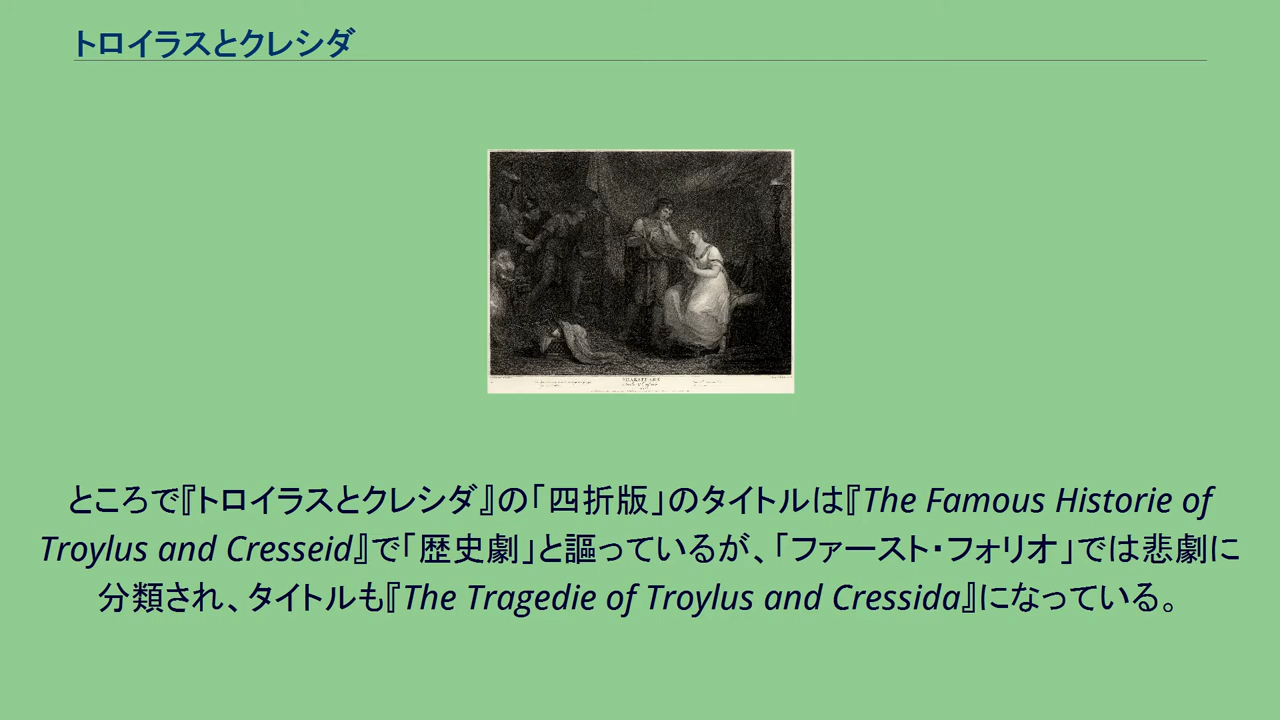 トロイラスとクレシダ
SHAKSPEARE
ところで『トロイラスとクレシダ』の「四折版」のタイトルは『The Famous Historie of
Troylus and Cresseid』で「歴史劇」と謳っているが、「ファースト・フォリオ」では悲劇に
分類され、タイトルも『The Tragedie of Troylus and Cressida』になっている。